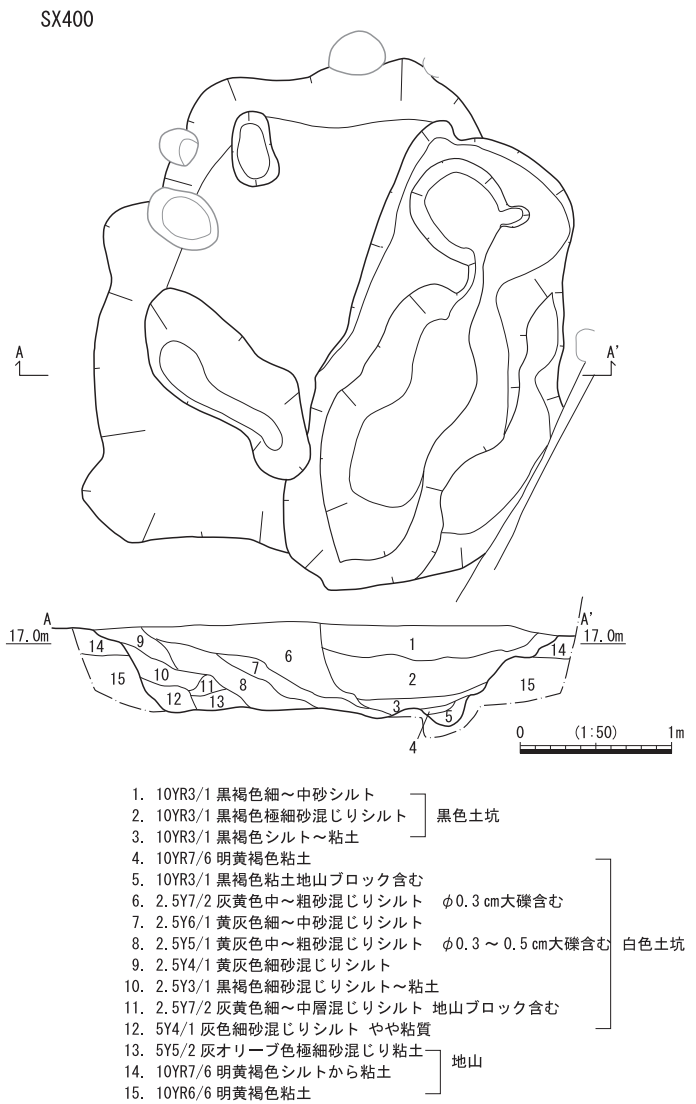 SX400
A A'
A A'
17.0m 17.0m
14 9 6 1 14
15 10 7 2 15
12 11 8 3 5
13 4
0 (1:50) 1m
1. 10YR3/1 黒褐色細～中砂シルト
2. 10YR3/1 黒褐色極細砂混じりシルト 黒色土坑
3. 10YR3/1 黒褐色シルト～粘土
4. 10YR7/6 明黄褐色粘土
5. 10YR3/1 黒褐色粘土地山ブロック含む
6. 2.5Y7/2 灰黄色中～粗砂混じりシルト φ0.3㎝大礫含む
7. 2.5Y6/1 黄灰色細～中砂混じりシルト
8. 2.5Y5/1 黄灰色中～粗砂混じりシルト φ0.3～0.5㎝大礫含む 白色土坑
9. 2.5Y4/1 黄灰色細砂混じりシルト
10. 2.5Y3/1 黒褐色細砂混じりシルト～粘土
11. 2.5Y7/2 灰黄色細～中層混じりシルト 地山ブロック含む
12. 5Y4/1 灰色細砂混じりシルト やや粘質
13. 5Y5/2 灰オリーブ色極細砂混じり粘土
14. 10YR7/6 明黄褐色シルトから粘土 地山
15. 10YR6/6 明黄褐色粘土